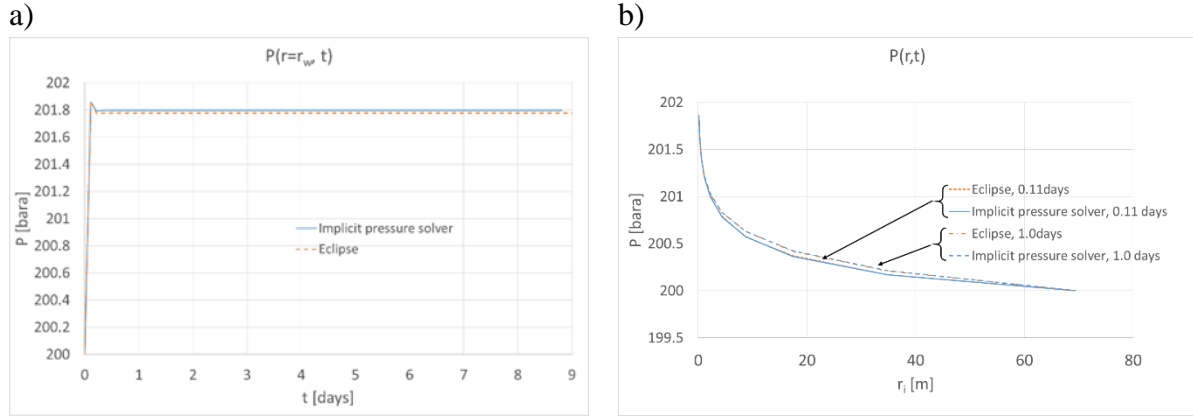 a)
P(r=rw, t)
202
201.8
201.6
201.4
201.2
201
200.8
200.6
200.4
200.2
200
P [bara]
Implicit pressure solver
Eclipse
0 1 2 3 4 5 6 7 8 9
t [days]
b)
P(r,t)
202
201.5
201
200.5
200
199.5
P [bara]
Eclipse, 0.11days
Implicit pressure solver, 0.11 days
Eclipse, 1.0days
Implicit pressure solver, 1.0 days
0 20 40 60 80
ri [m]